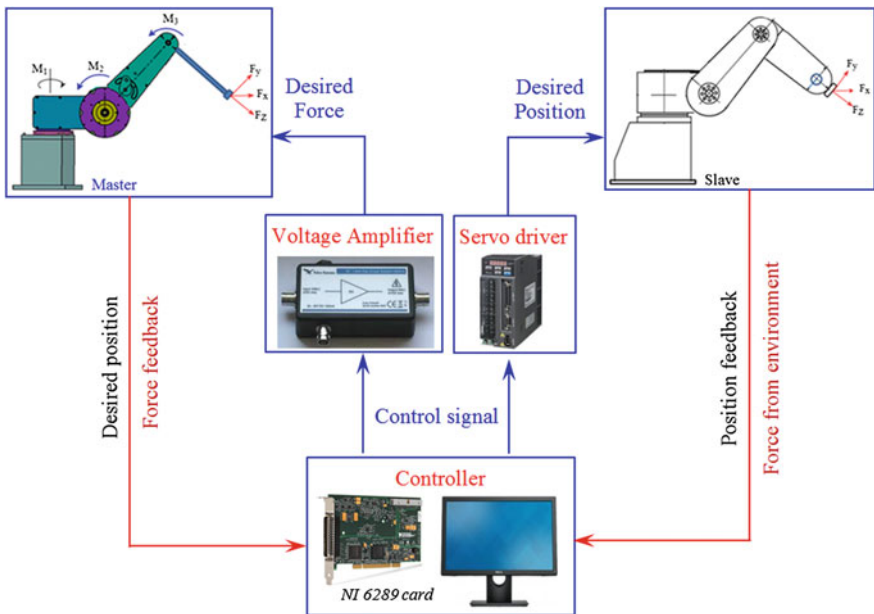 M1
M2
M3
Fy
Fx
Fz
Master
Desired
Force
Desired
Position
Fy
Fx
Fz
Slave
Voltage Amplifier
Servo driver
Desired position
Force feedback
Control signal
Position feedback
Force from environment
Controller
NI 6289 card